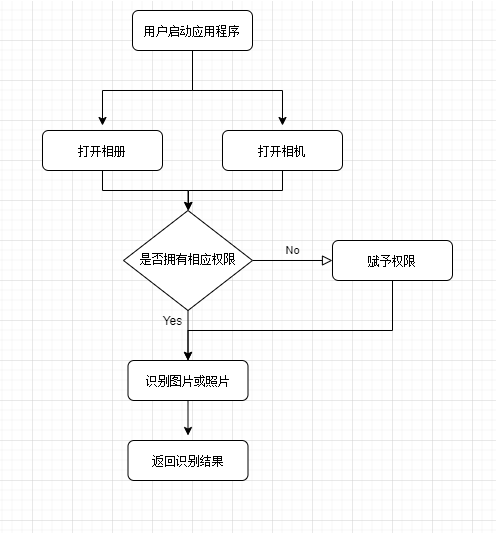 用户启动应用程序
打开相册
打开相机
是否拥有相应权限
No
赋予权限
Yes
识别图片或照片
返回识别结果